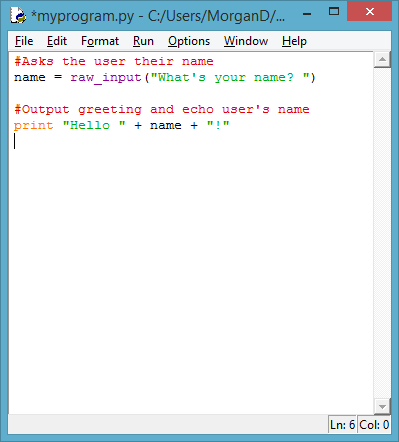 *myprogram.py - C:/Users/MorganD/...
File Edit Format Run Options Window Help
#Asks the user their name
name = raw_input("What's your name? ")
#Output greeting and echo user's name
print "Hello " + name + "!"
Ln: 6 Col: 0